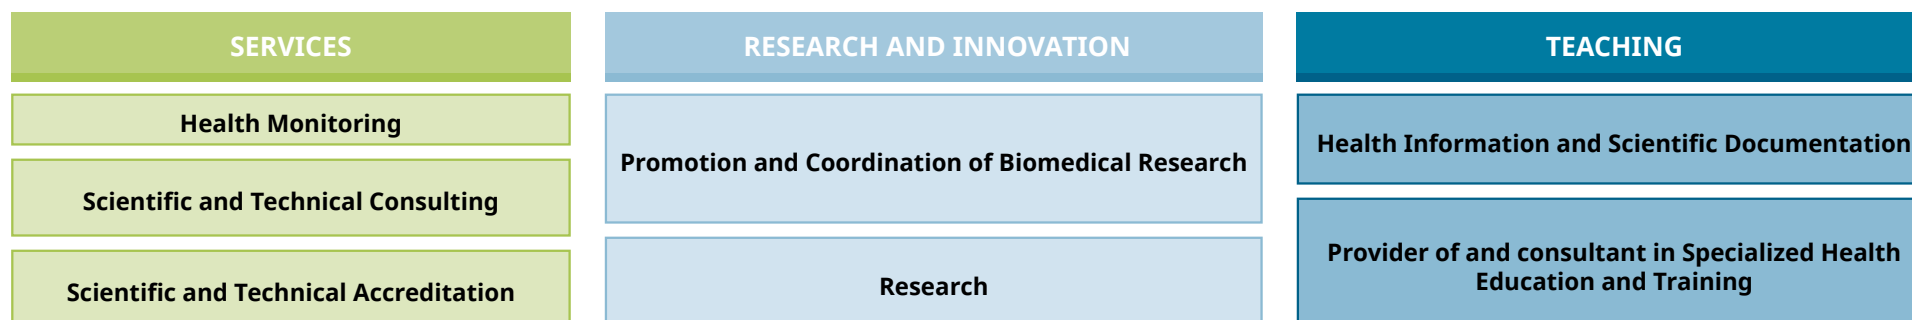 SERVICES
Health Monitoring
Scientific and Technical Consulting
Scientific and Technical Accreditation
RESEARCH AND INNOVATION
Promotion and Coordination of Biomedical Research
Research
TEACHING
Health Information and Scientific Documentation
Provider of and consultant in Specialized Health
Education and Training